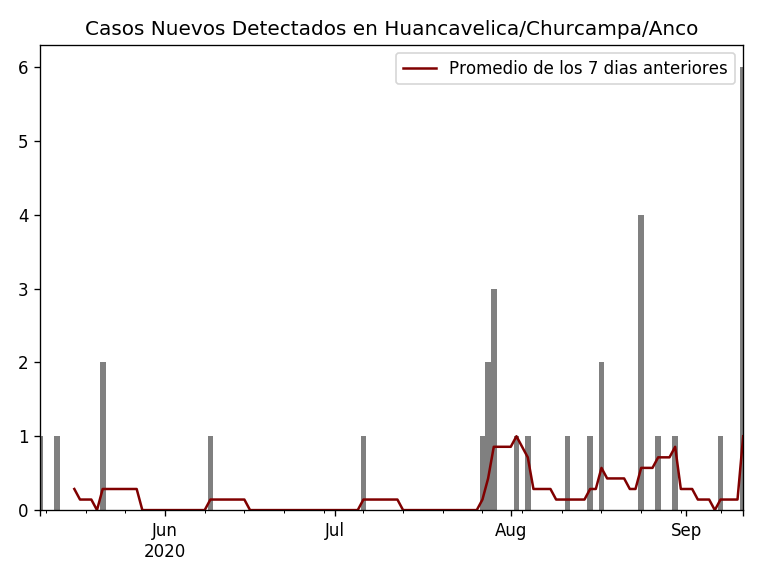 Casos Nuevos Detectados en Huancavelica/Churcampa/Anco
Promedio de los 7 dias anteriores
6
5
4
3
2
1
0
Jun
2020
Jul
Aug
Sep